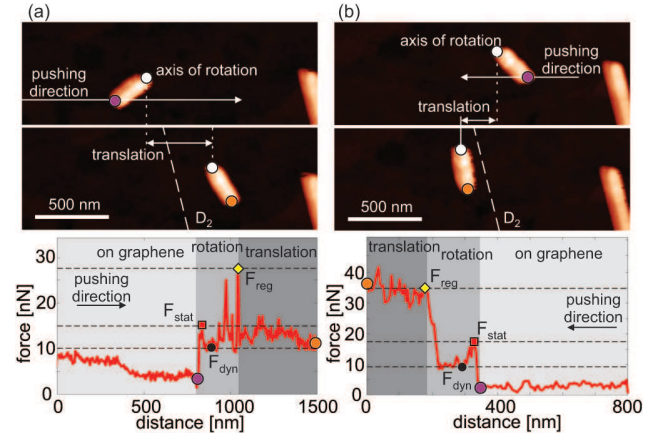 (a)
axis of rotation
pushing
direction
translation
500 nm
D2
on graphene
rotation
translation
pushing
direction
Freg
Fstat
Fdyn
force [nN]
30
20
10
0
0
500
1000
1500
distance [nm]
(b)
axis of rotation
pushing
direction
translation
500 nm
D2
translation
rotation
on graphene
Freg
Fstat
pushing
direction
Fdyn
force [nN]
40
30
20
10
0
0
200
400
600
800
distance [nm]